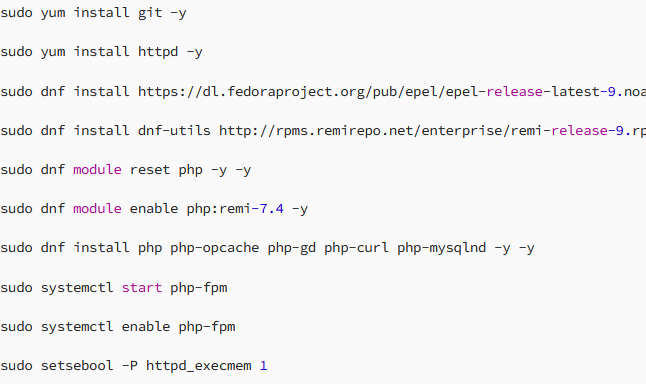 sudo yum install git -y
sudo yum install httpd -y
sudo dnf install https://dl.fedoraproject.org/pub/epel/epel-release-latest-9.noa
sudo dnf install dnf-utils http://rpms.remirepo.net/enterprise/remi-release-9.rp
sudo dnf module reset php -y -y
sudo dnf module enable php:remi-7.4 -y
sudo dnf install php php-opcache php-gd php-curl php-mysqlnd -y -y
sudo systemctl start php-fpm
sudo systemctl enable php-fpm
sudo setsebool -P httpd_execmem 1